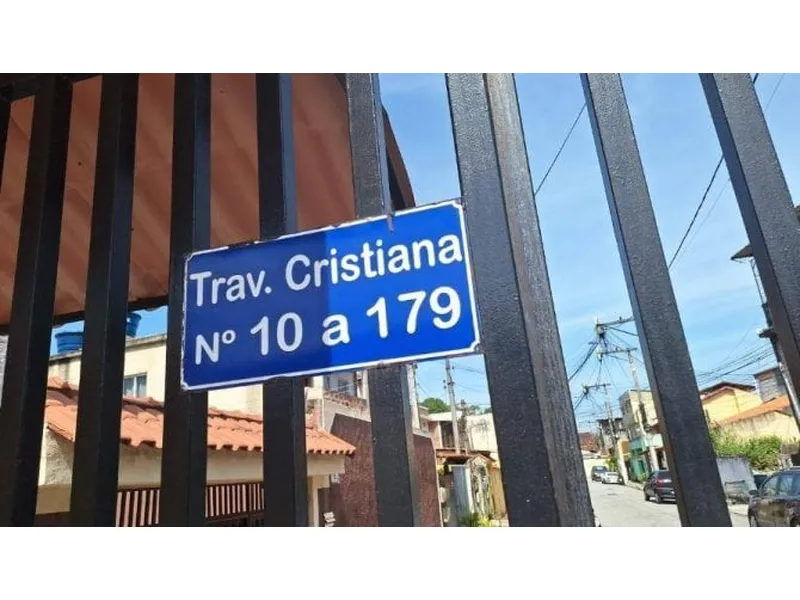 Trav. Cristiana
Nº 10 a 179